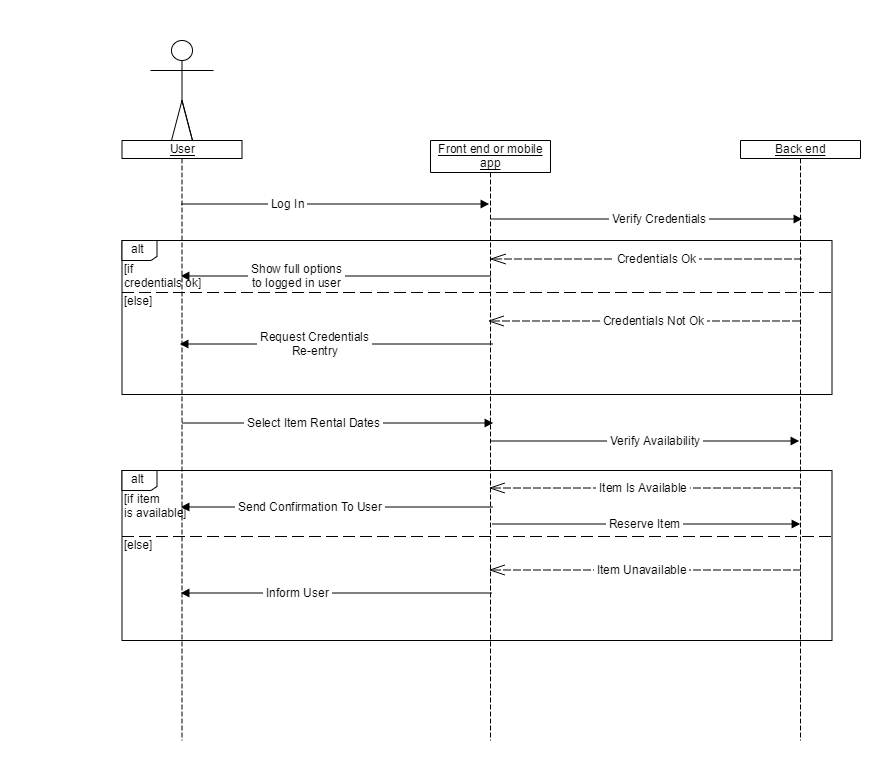 User
Front end or mobile
app
Back end
Log In
Verify Credentials
alt
Credentials Ok
[if
credentials ok]
Show full options
to logged in user
[else]
Credentials Not Ok
Request Credentials
Re-entry
Select Item Rental Dates
Verify Availability
alt
Item Is Available
[if item
is available]
Send Confirmation To User
Reserve Item
[else]
Item Unavailable
Inform User